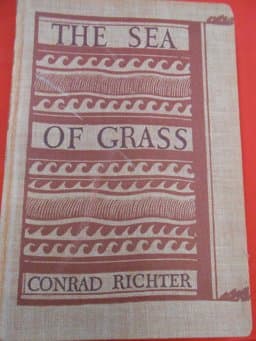 THE SEA
OF GRASS
CONRAD RICHTER